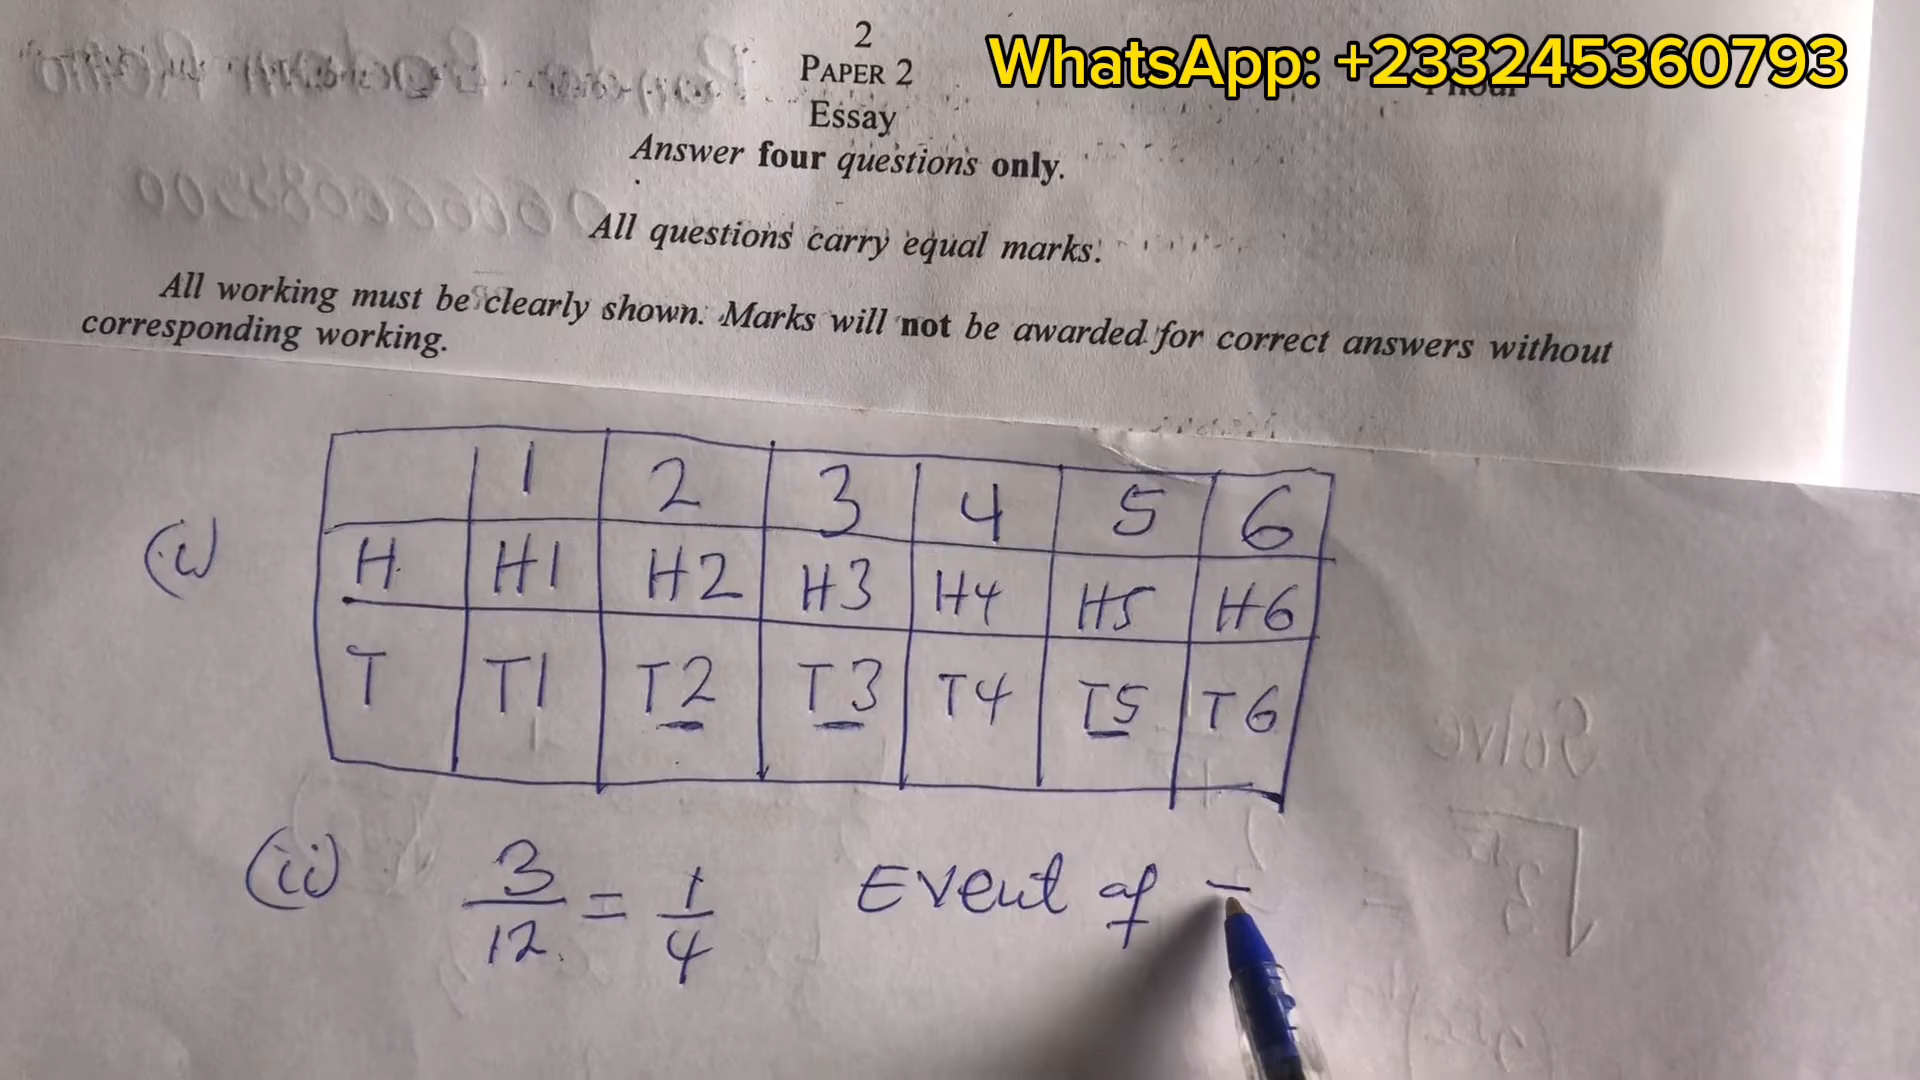 2
PAPER 2
WhatsApp: +233245360793
Essay
Answer four questions only.
All questions carry equal marks.
All working must be clearly shown. Marks will not be awarded for correct answers without
corresponding working.
1 2 3 4 5 6
(i) H H1 H2 H3 H4 H5 H6
T T1 T2 T3 T4 T5 T6
(ii) 3/12 = 1/4 Event of